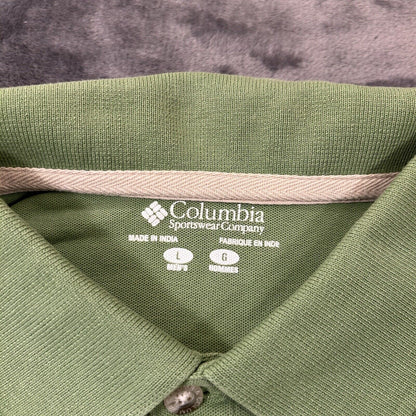 Columbia
Sportswear Company
MADE IN INDIA FABRIQUE EN INDE
L G
MEN'S HOMMES